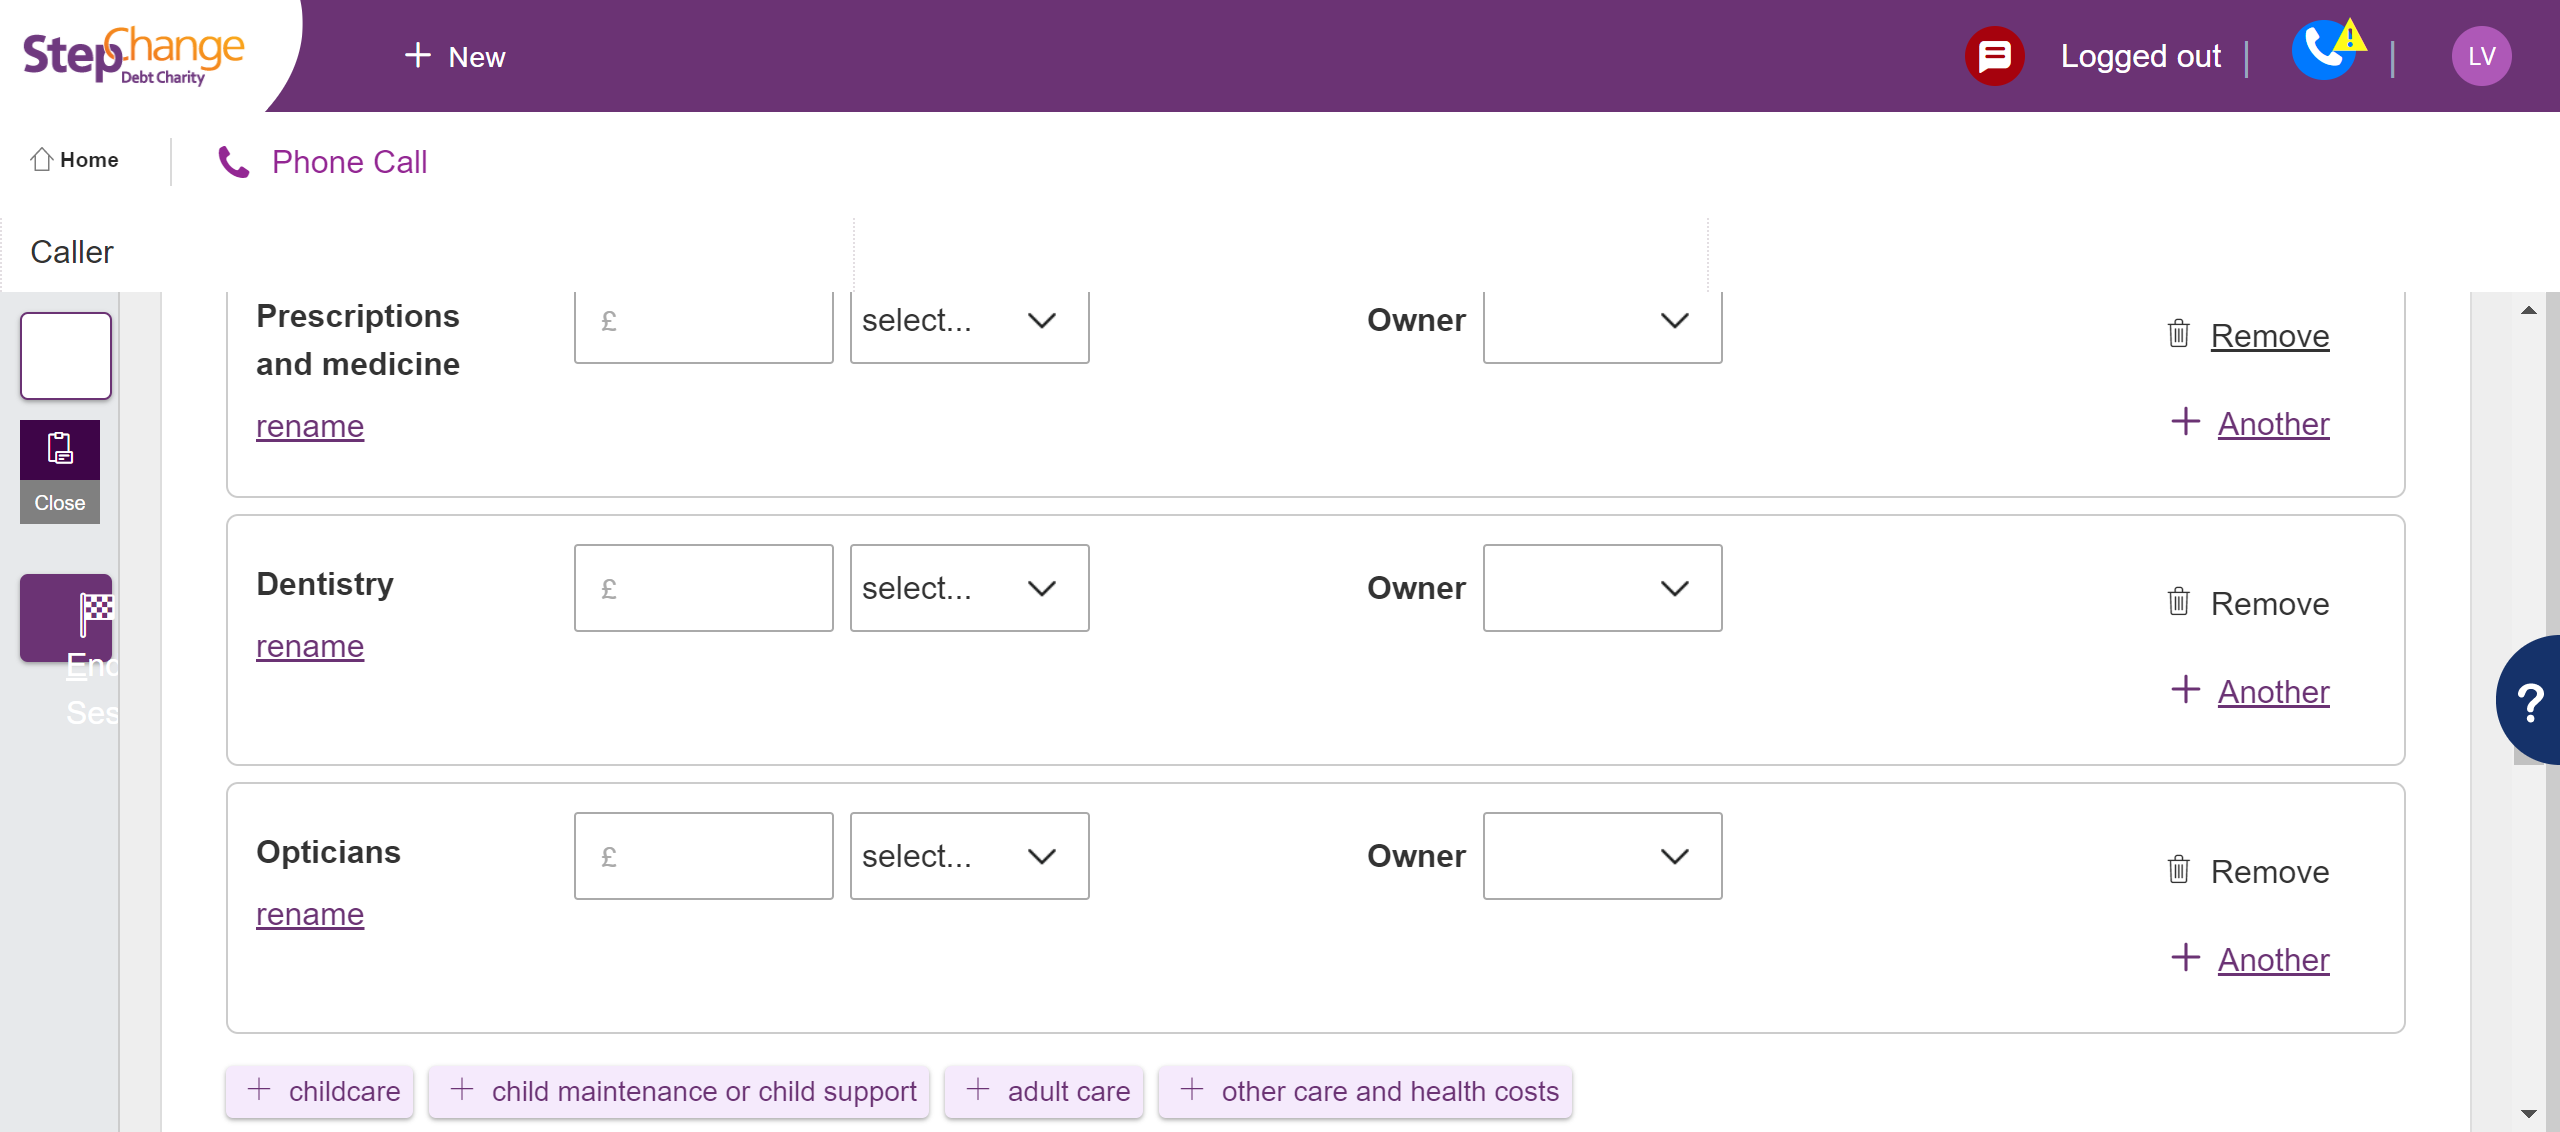 StepChange
Debt Charity
+ New
Logged out
LV
Home
Phone Call
Caller
Prescriptions
and medicine
£
select...
Owner
Remove
rename
+ Another
Close
Dentistry
£
select...
Owner
Remove
rename
+ Another
End
Ses
?
Opticians
£
select...
Owner
Remove
rename
+ Another
+ childcare
+ child maintenance or child support
+ adult care
+ other care and health costs